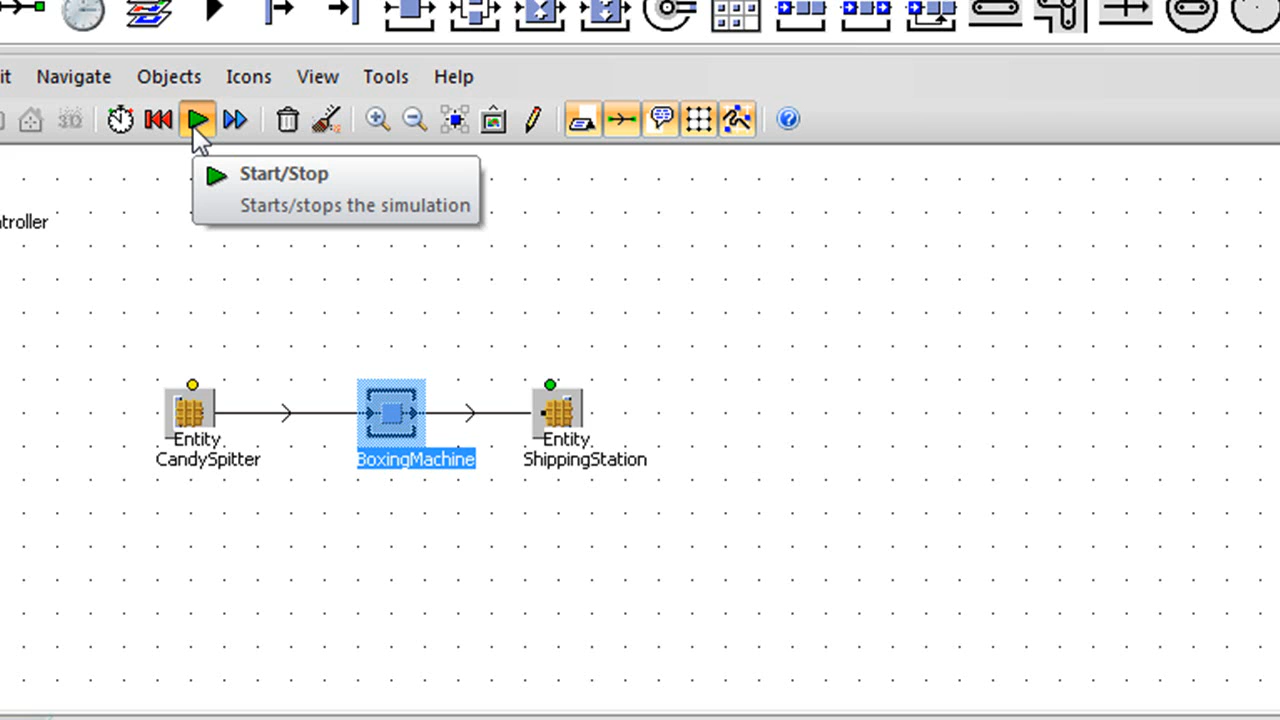 it Navigate Objects Icons View Tools Help
3D
Start/Stop
Starts/stops the simulation
troller
Entity
CandySpitter
BoxingMachine
Entity
ShippingStation